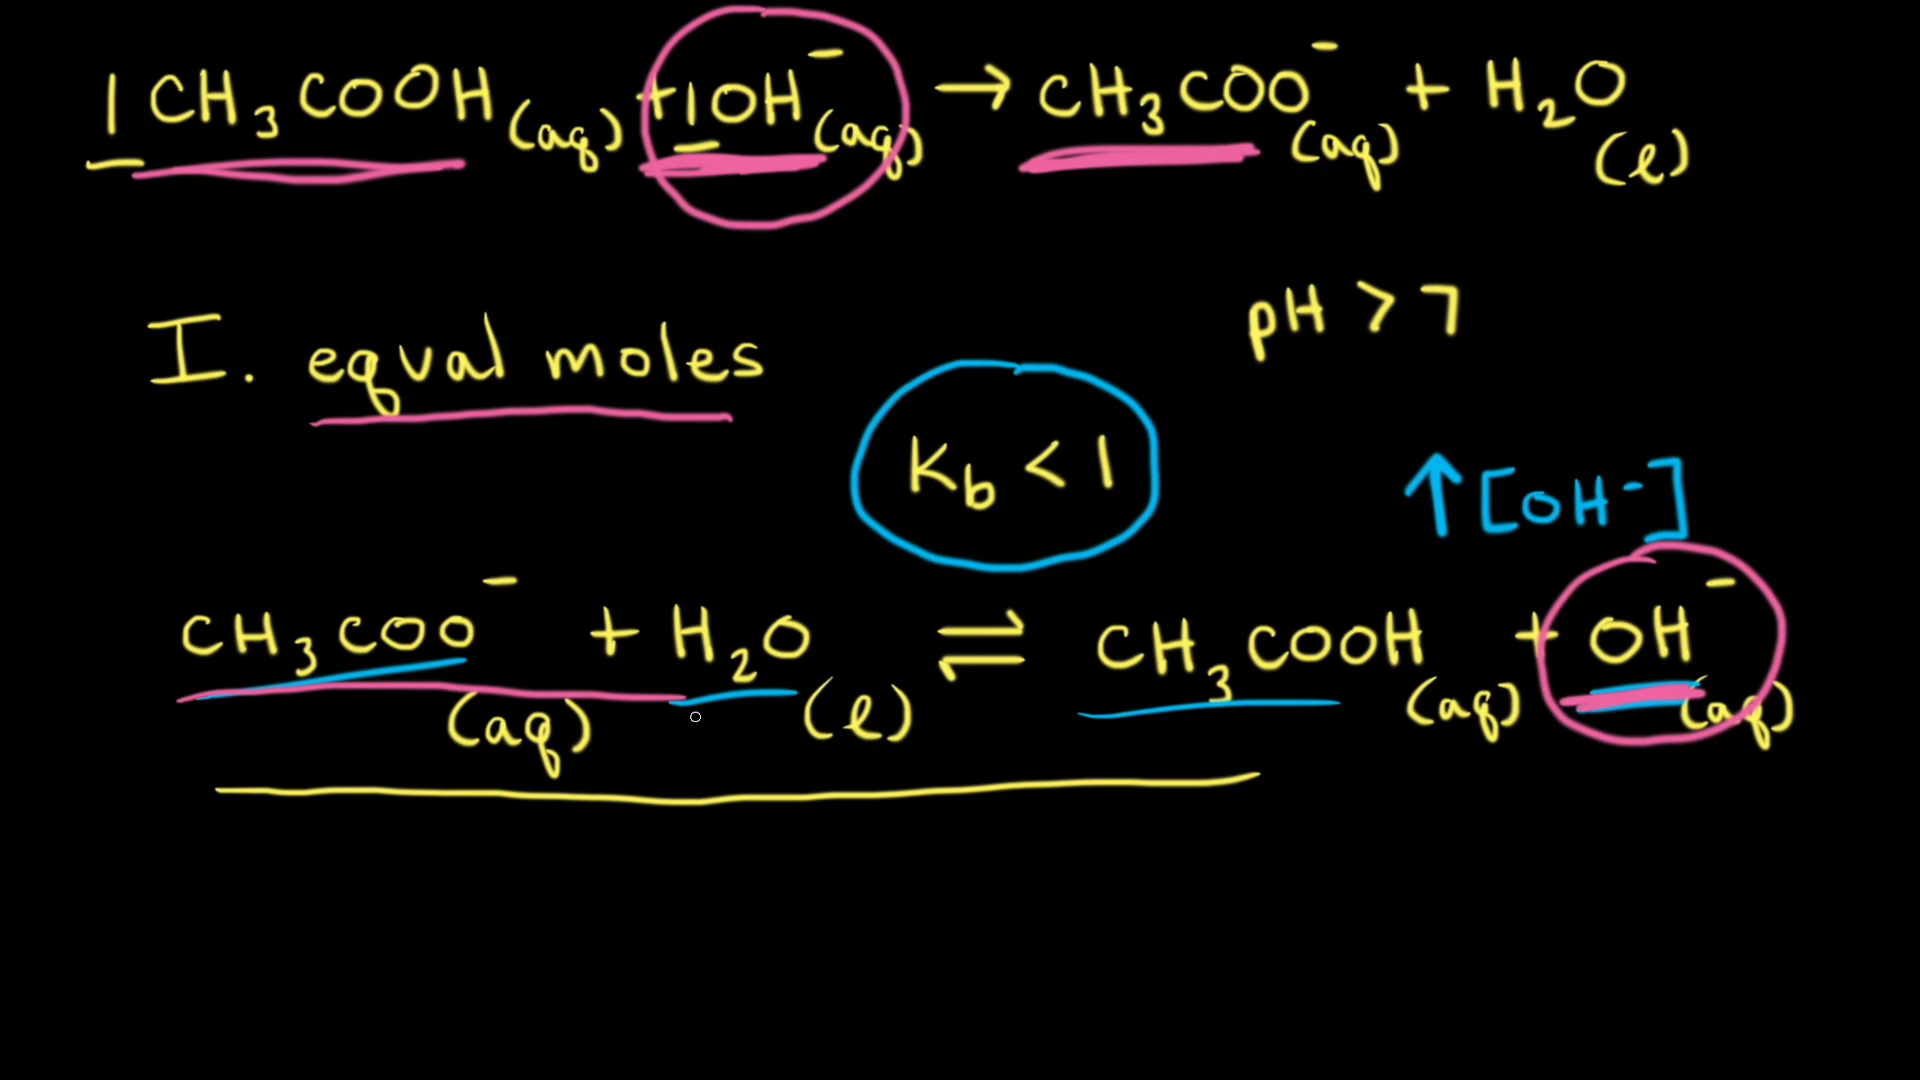 1 CH₃COOH(aq) + 1 OH⁻(aq) → CH₃COO⁻(aq) + H₂O(l)
pH > 7
I. equal moles
Kb < 1
↑[OH⁻]
CH₃COO⁻(aq) + H₂O(l) ⇌ CH₃COOH(aq) + OH⁻(aq)